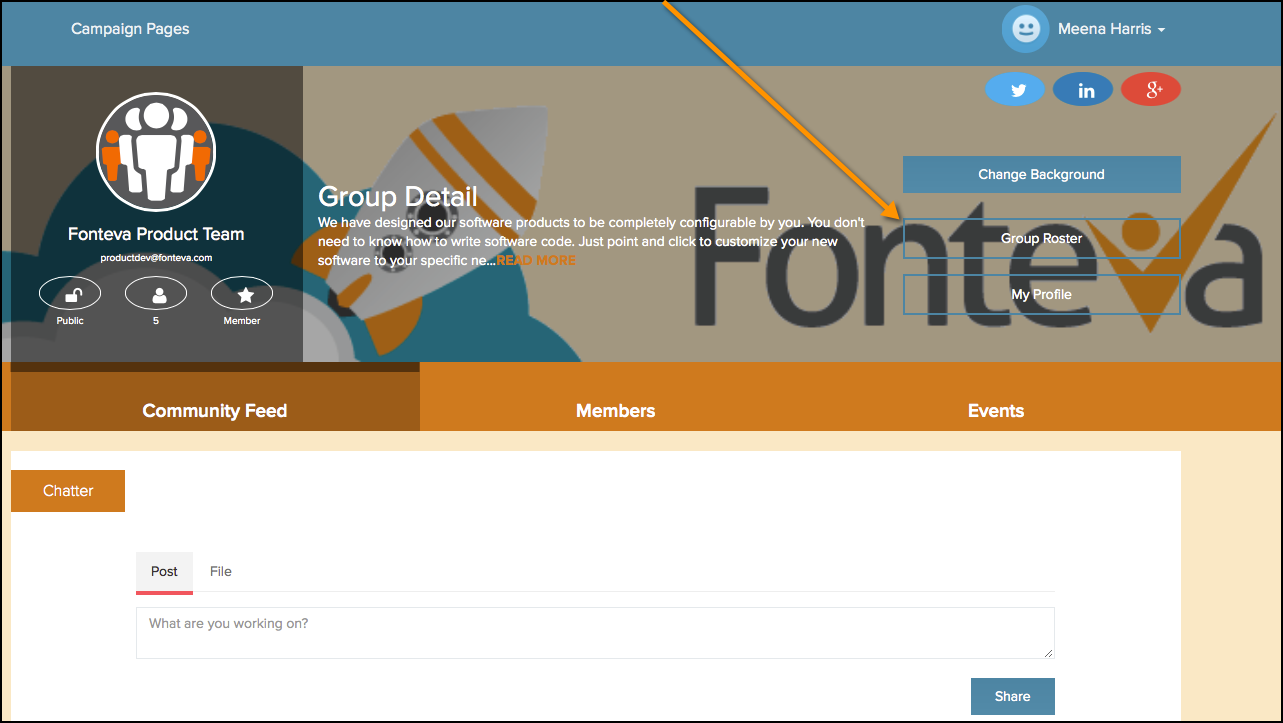 Campaign Pages
Meena Harris
Fonteva Product Team
productdev@fonteva.com
Public
5
Member
Group Detail
We have designed our software products to be completely configurable by you. You don't
need to know how to write software code. Just point and click to customize your new
software to your specific ne...READ MORE
in
g+
Change Background
Group Roster
My Profile
Fonteva
Community Feed
Members
Events
Chatter
Post
File
What are you working on?
Share